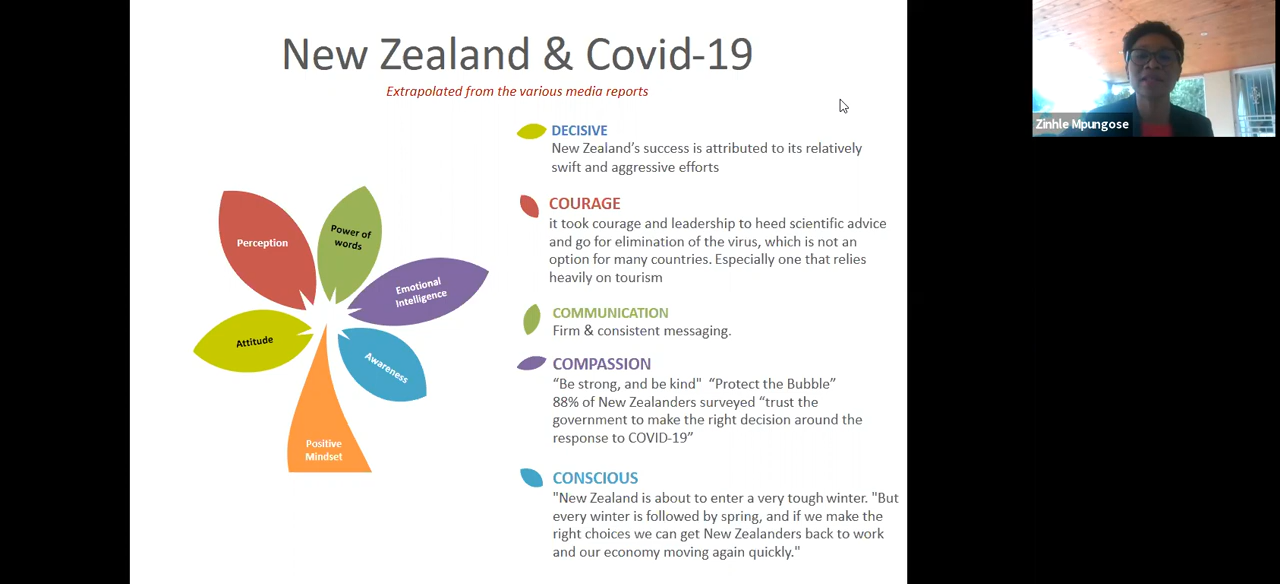 New Zealand & Covid-19
Extrapolated from the various media reports
Zinhle Mpungose
DECISIVE
New Zealand's success is attributed to its relatively
swift and aggressive efforts
COURAGE
it took courage and leadership to heed scientific advice
and go for elimination of the virus, which is not an
option for many countries. Especially one that relies
heavily on tourism
COMMUNICATION
Firm & consistent messaging.
COMPASSION
“Be strong, and be kind" “Protect the Bubble”
88% of New Zealanders surveyed “trust the
government to make the right decision around the
response to COVID-19”
CONSCIOUS
"New Zealand is about to enter a very tough winter. "But
every winter is followed by spring, and if we make the
right choices we can get New Zealanders back to work
and our economy moving again quickly."
Perception
Power of
words
Emotional
Intelligence
Attitude
Awareness
Positive
Mindset